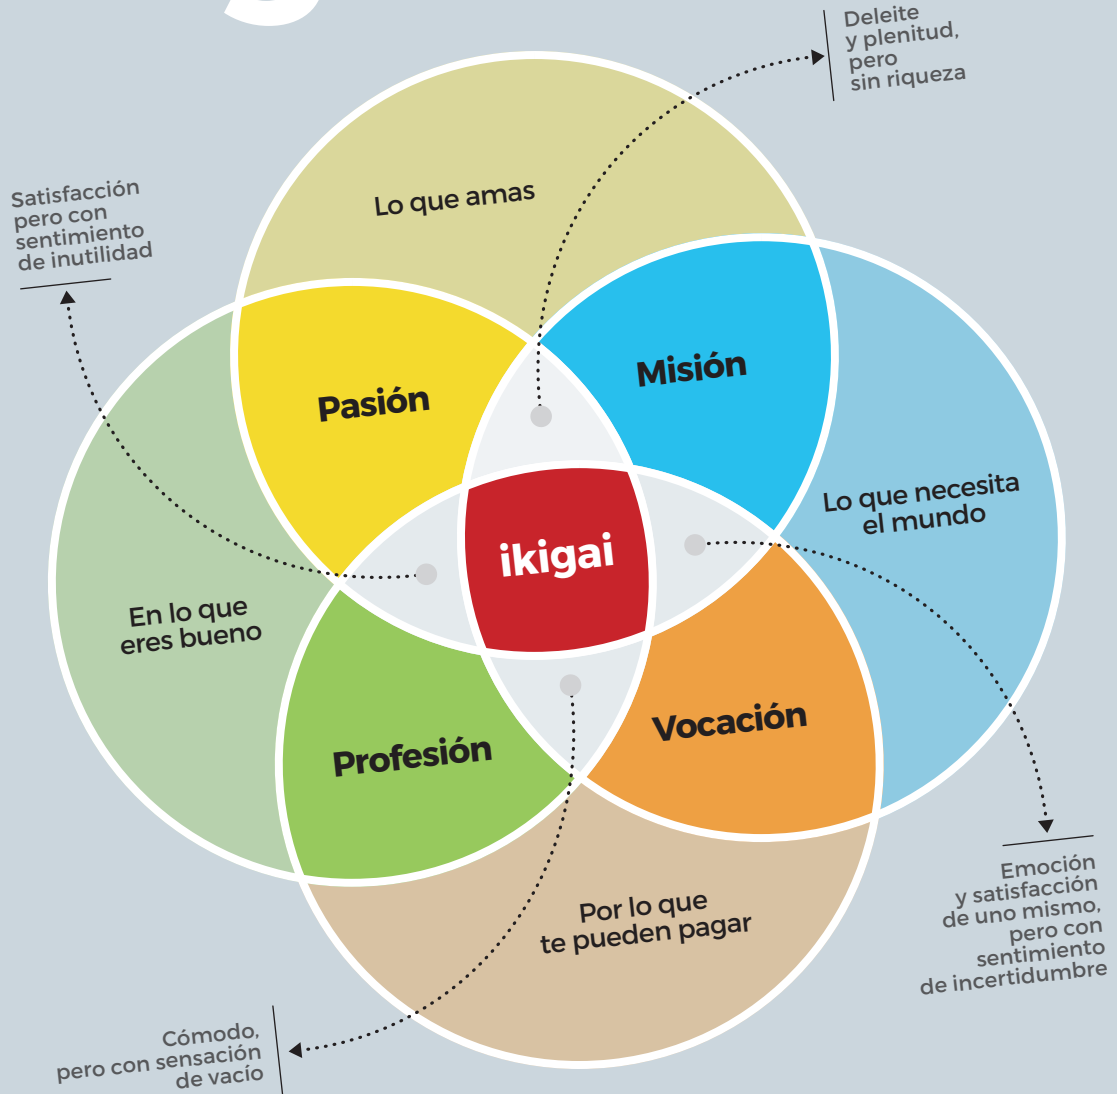 Deleite
y plenitud,
pero
sin riqueza
Lo que amas
Satisfacción
pero con
sentimiento
de inutilidad
Pasión
Misión
Lo que necesita
el mundo
ikigai
En lo que
eres bueno
Profesión
Vocación
Por lo que
te pueden pagar
Emoción
y satisfacción
de uno mismo,
pero con
sentimiento
de incertidumbre
Cómodo,
pero con sensación
de vacío